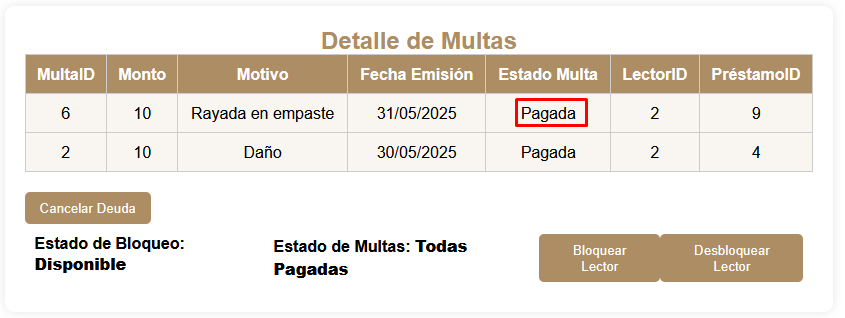 Detalle de Multas
MultaID Monto Motivo Fecha Emisión Estado Multa LectorID PréstamoID
6 10 Rayada en empaste 31/05/2025 Pagada 2 9
2 10 Daño 30/05/2025 Pagada 2 4
Cancelar Deuda
Estado de Bloqueo:
Disponible
Estado de Multas: Todas
Pagadas
Bloquear
Lector
Desbloquear
Lector